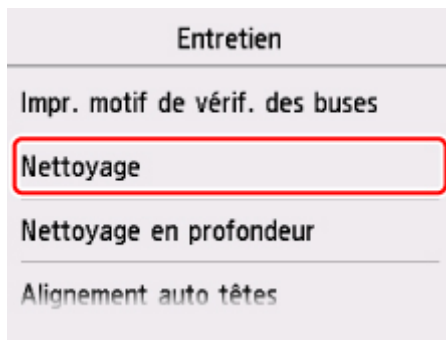 Entretien
Impr. motif de vérif. des buses
Nettoyage
Nettoyage en profondeur
Alignement auto têtes